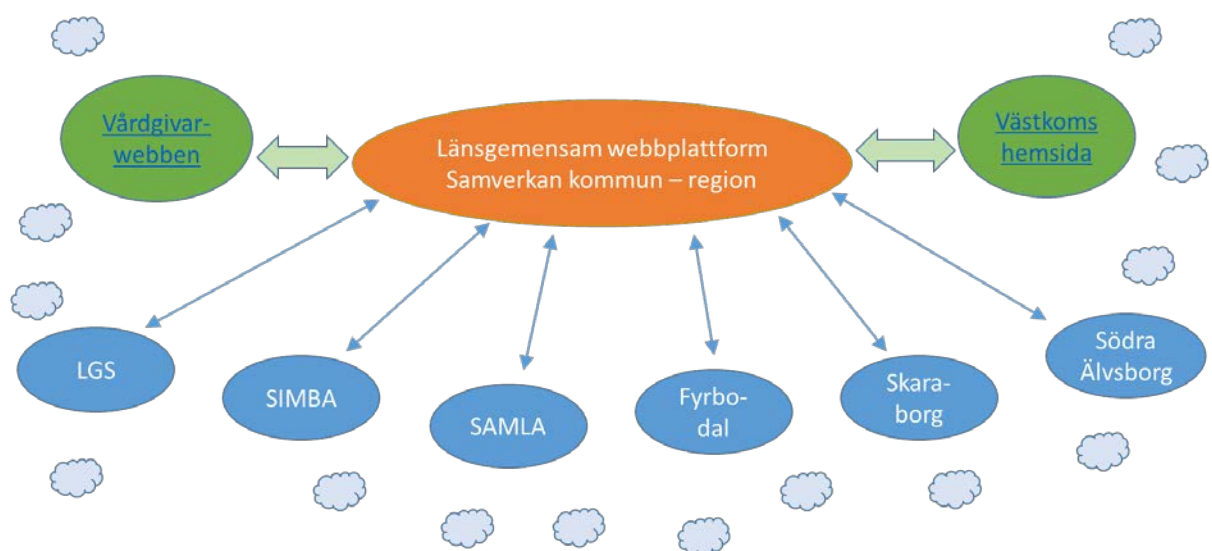 Vårdgivar-
webben
Länsgemensam webbplattform
Samverkan kommun – region
Västkoms
hemsida
LGS
SIMBA
SAMLA
Fyrbo-
dal
Skara-
borg
Södra
Älvsborg